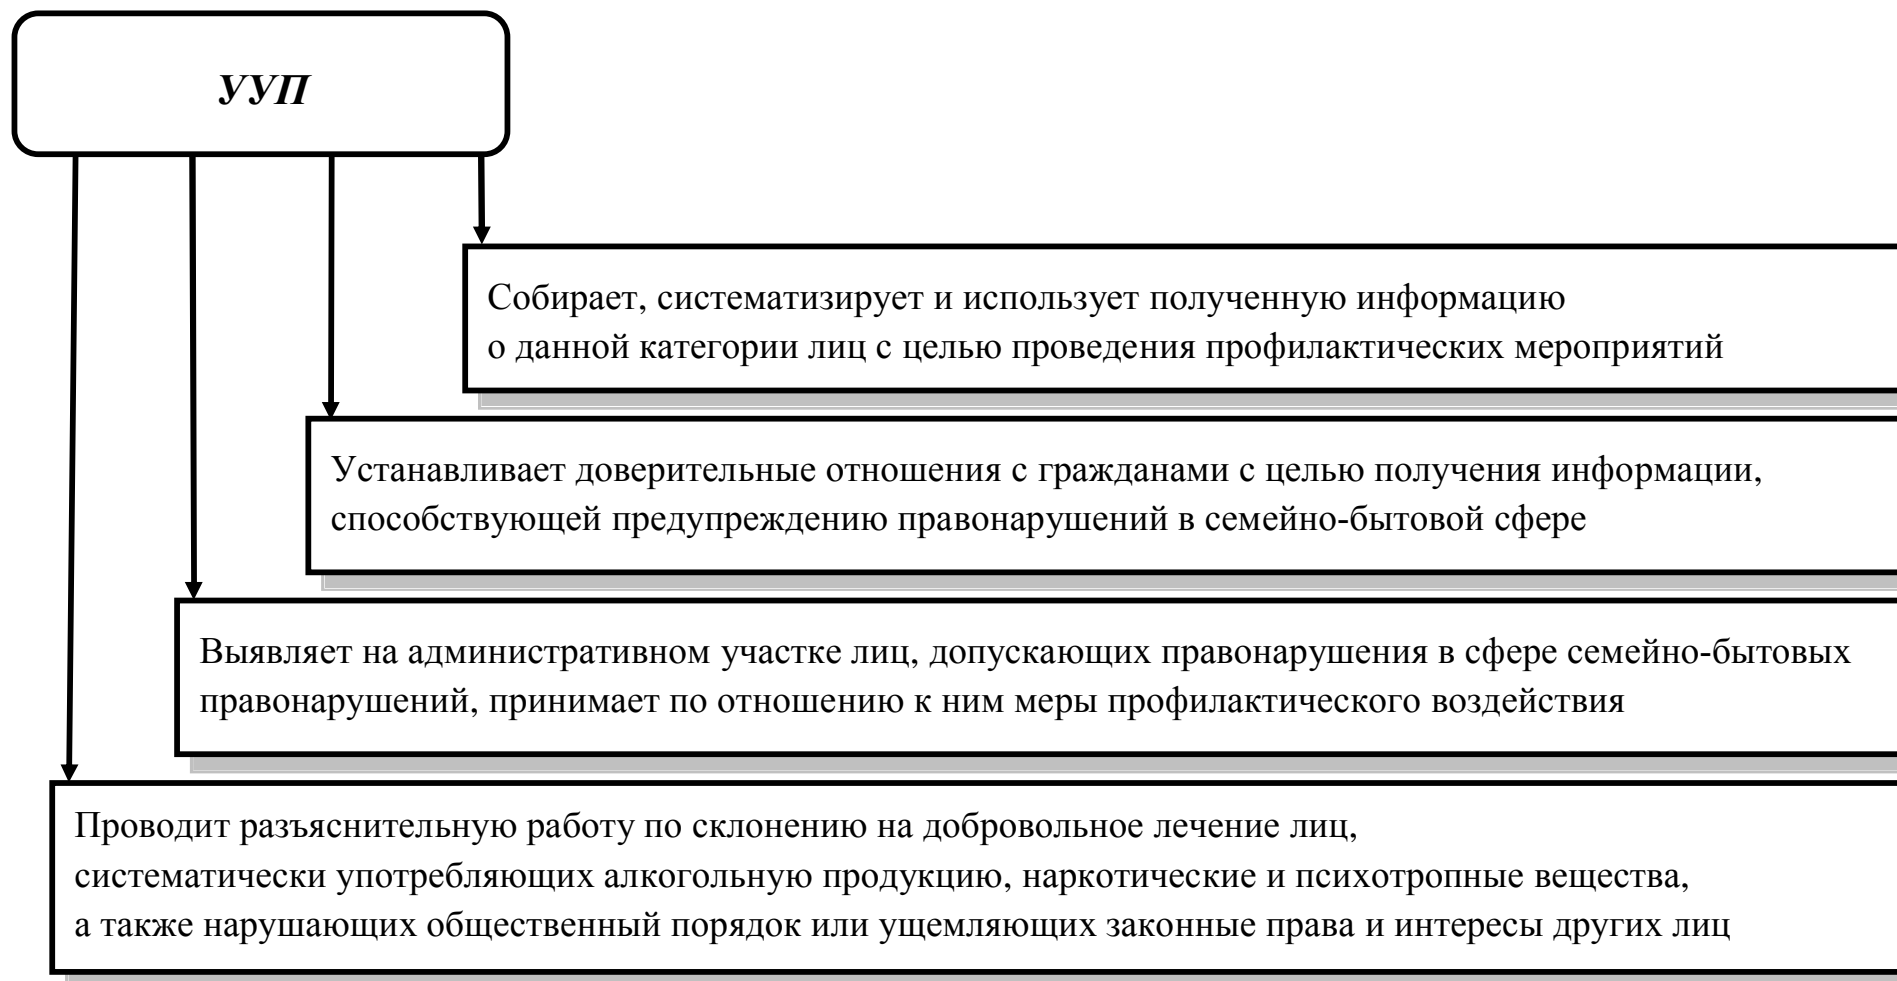 УУП
Собирает, систематизирует и использует полученную информацию
о данной категории лиц с целью проведения профилактических мероприятий
Устанавливает доверительные отношения с гражданами с целью получения информации,
способствующей предупреждению правонарушений в семейно-бытовой сфере
Выявляет на административном участке лиц, допускающих правонарушения в сфере семейно-бытовых
правонарушений, принимает по отношению к ним меры профилактического воздействия
Проводит разъяснительную работу по склонению на добровольное лечение лиц,
систематически употребляющих алкогольную продукцию, наркотические и психотропные вещества,
а также нарушающих общественный порядок или ущемляющих законные права и интересы других лиц